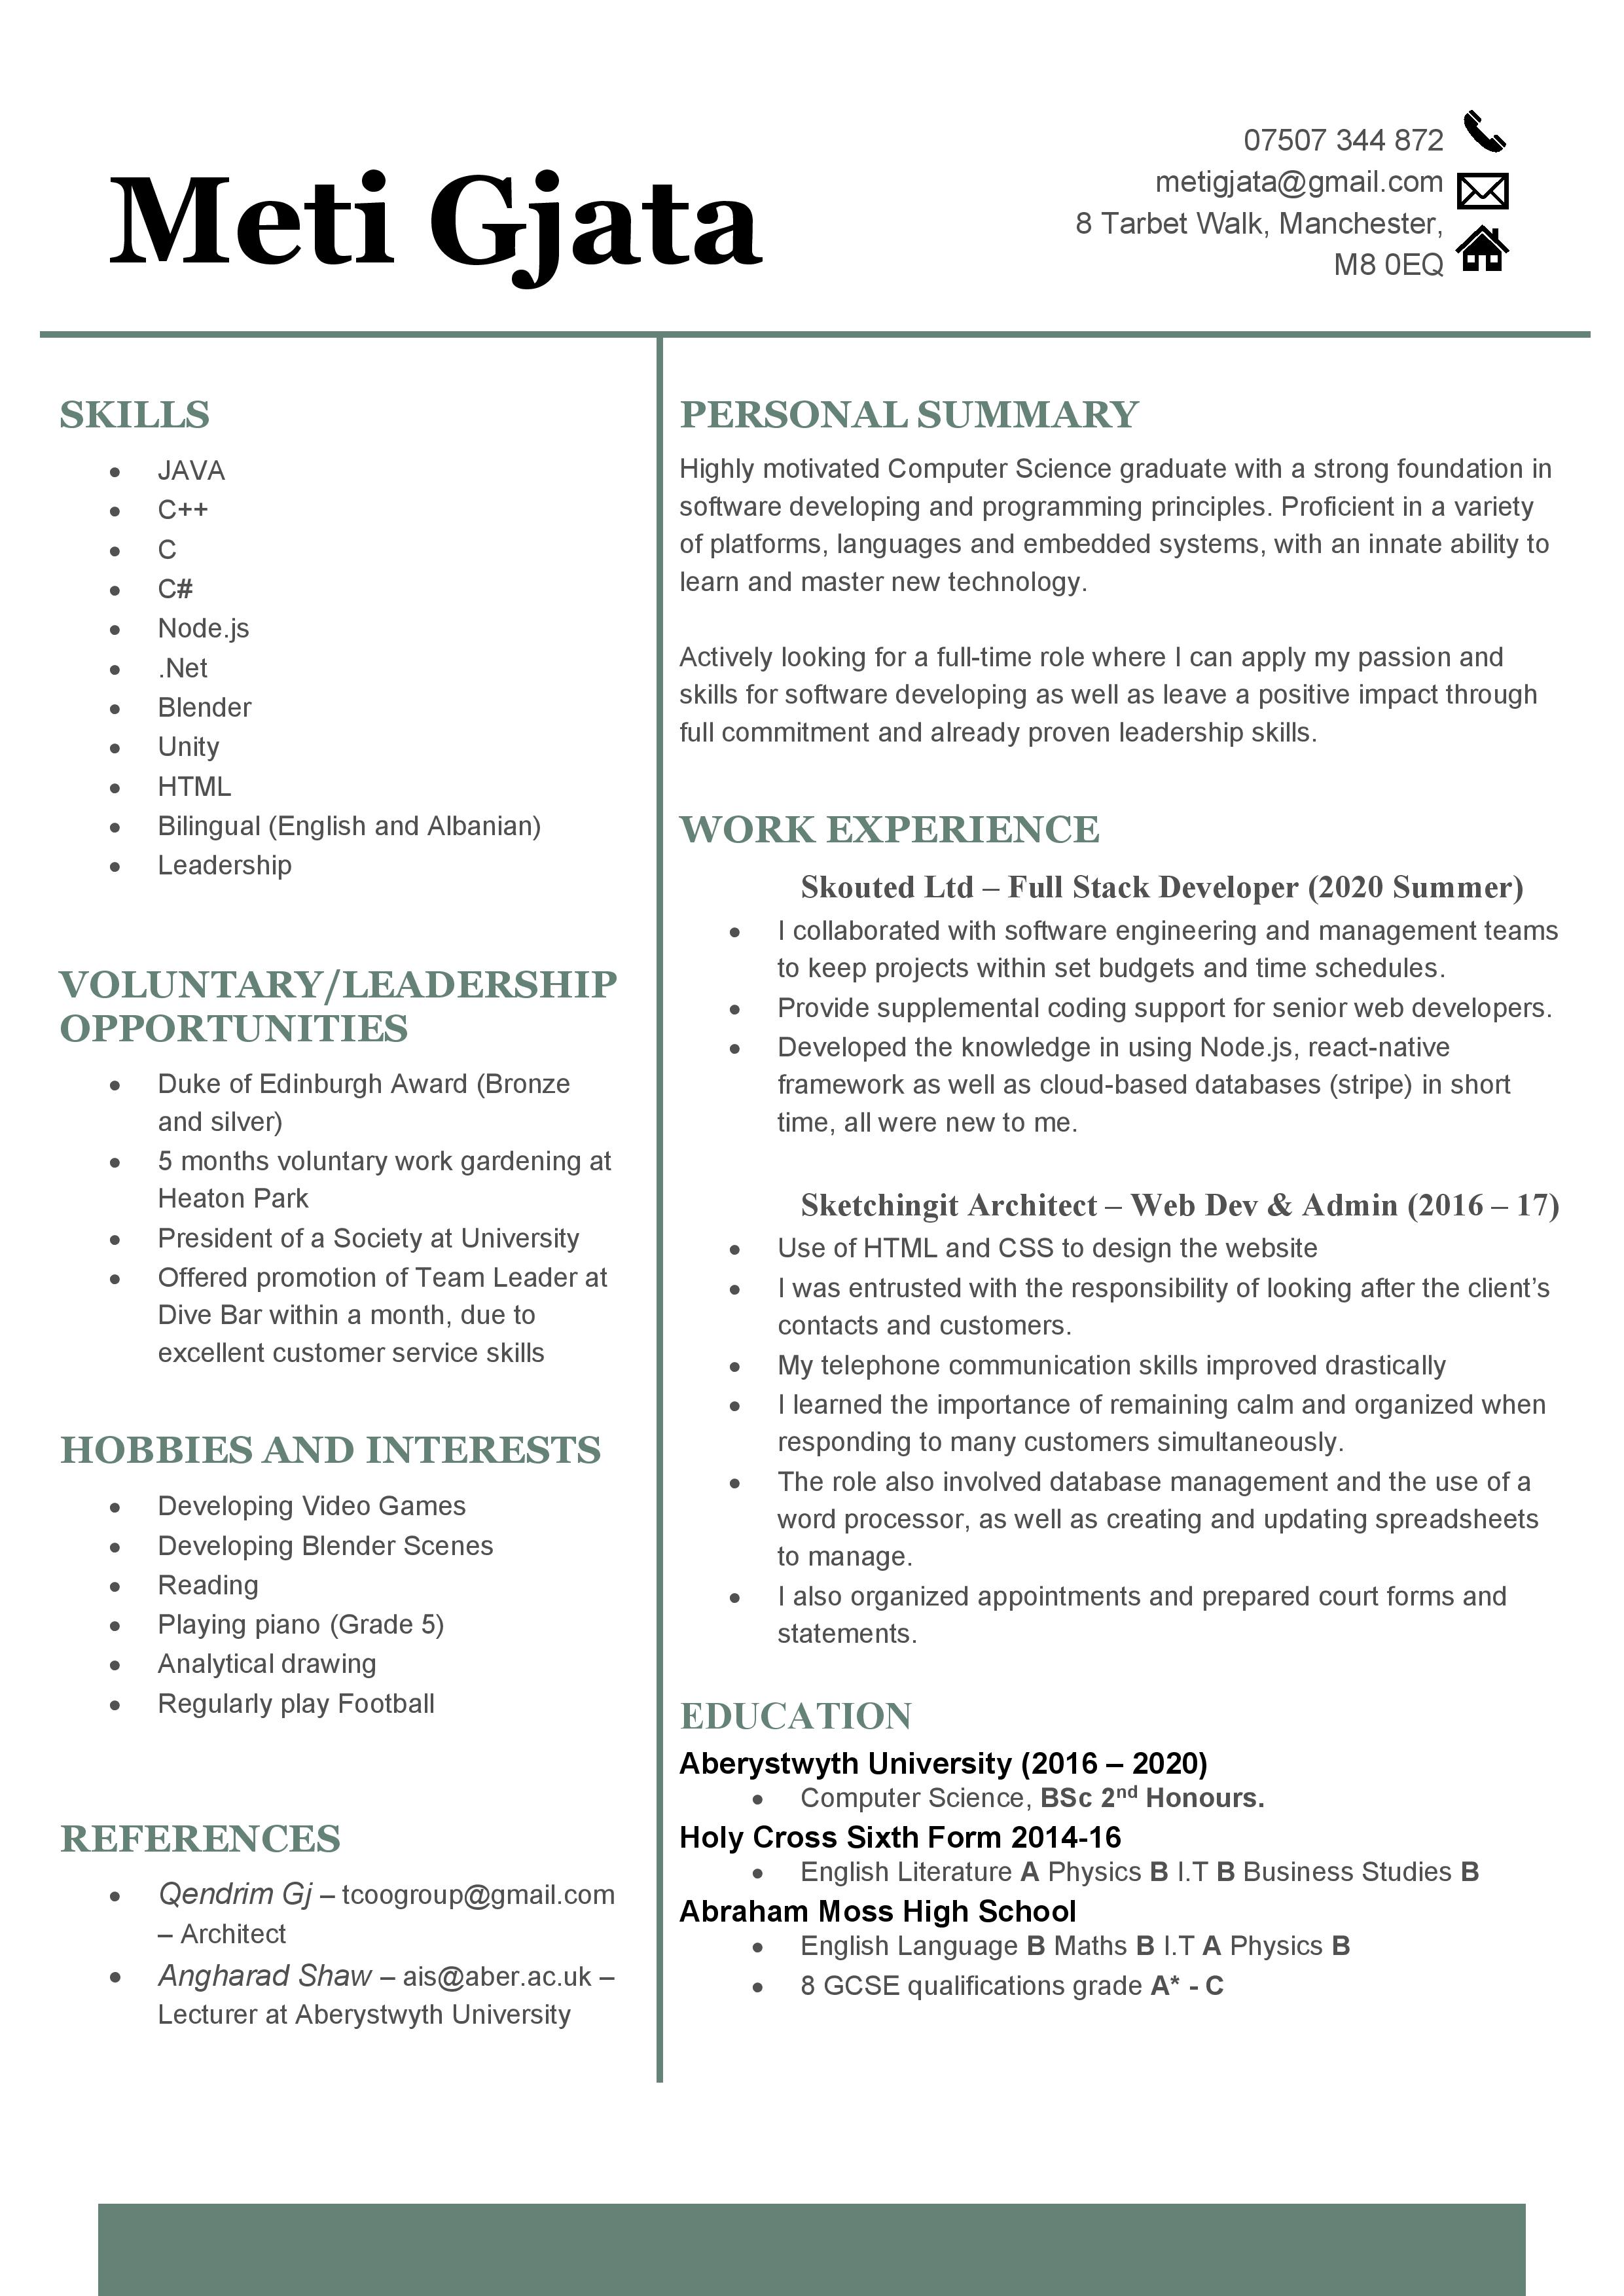 Meti Gjata
07507 344 872
metigjata@gmail.com
8 Tarbet Walk, Manchester,
M8 0EQ
SKILLS
• JAVA
• C++
• C
• C#
• Node.js
• .Net
• Blender
• Unity
• HTML
• Bilingual (English and Albanian)
• Leadership
VOLUNTARY/LEADERSHIP
OPPORTUNITIES
• Duke of Edinburgh Award (Bronze
and silver)
• 5 months voluntary work gardening at
Heaton Park
• President of a Society at University
• Offered promotion of Team Leader at
Dive Bar within a month, due to
excellent customer service skills
HOBBIES AND INTERESTS
• Developing Video Games
• Developing Blender Scenes
• Reading
• Playing piano (Grade 5)
• Analytical drawing
• Regularly play Football
REFERENCES
• Qendrim Gj – tcoogroup@gmail.com
– Architect
• Angharad Shaw – ais@aber.ac.uk –
Lecturer at Aberystwyth University
PERSONAL SUMMARY
Highly motivated Computer Science graduate with a strong foundation in
software developing and programming principles. Proficient in a variety
of platforms, languages and embedded systems, with an innate ability to
learn and master new technology.
Actively looking for a full-time role where I can apply my passion and
skills for software developing as well as leave a positive impact through
full commitment and already proven leadership skills.
WORK EXPERIENCE
Skouted Ltd – Full Stack Developer (2020 Summer)
• I collaborated with software engineering and management teams
to keep projects within set budgets and time schedules.
• Provide supplemental coding support for senior web developers.
• Developed the knowledge in using Node.js, react-native
framework as well as cloud-based databases (stripe) in short
time, all were new to me.
Sketchingit Architect – Web Dev & Admin (2016 – 17)
• Use of HTML and CSS to design the website
• I was entrusted with the responsibility of looking after the client’s
contacts and customers.
• My telephone communication skills improved drastically
• I learned the importance of remaining calm and organized when
responding to many customers simultaneously.
• The role also involved database management and the use of a
word processor, as well as creating and updating spreadsheets
to manage.
• I also organized appointments and prepared court forms and
statements.
EDUCATION
Aberystwyth University (2016 – 2020)
• Computer Science, BSc 2nd Honours.
Holy Cross Sixth Form 2014-16
• English Literature A Physics B I.T B Business Studies B
Abraham Moss High School
• English Language B Maths B I.T A Physics B
• 8 GCSE qualifications grade A* - C